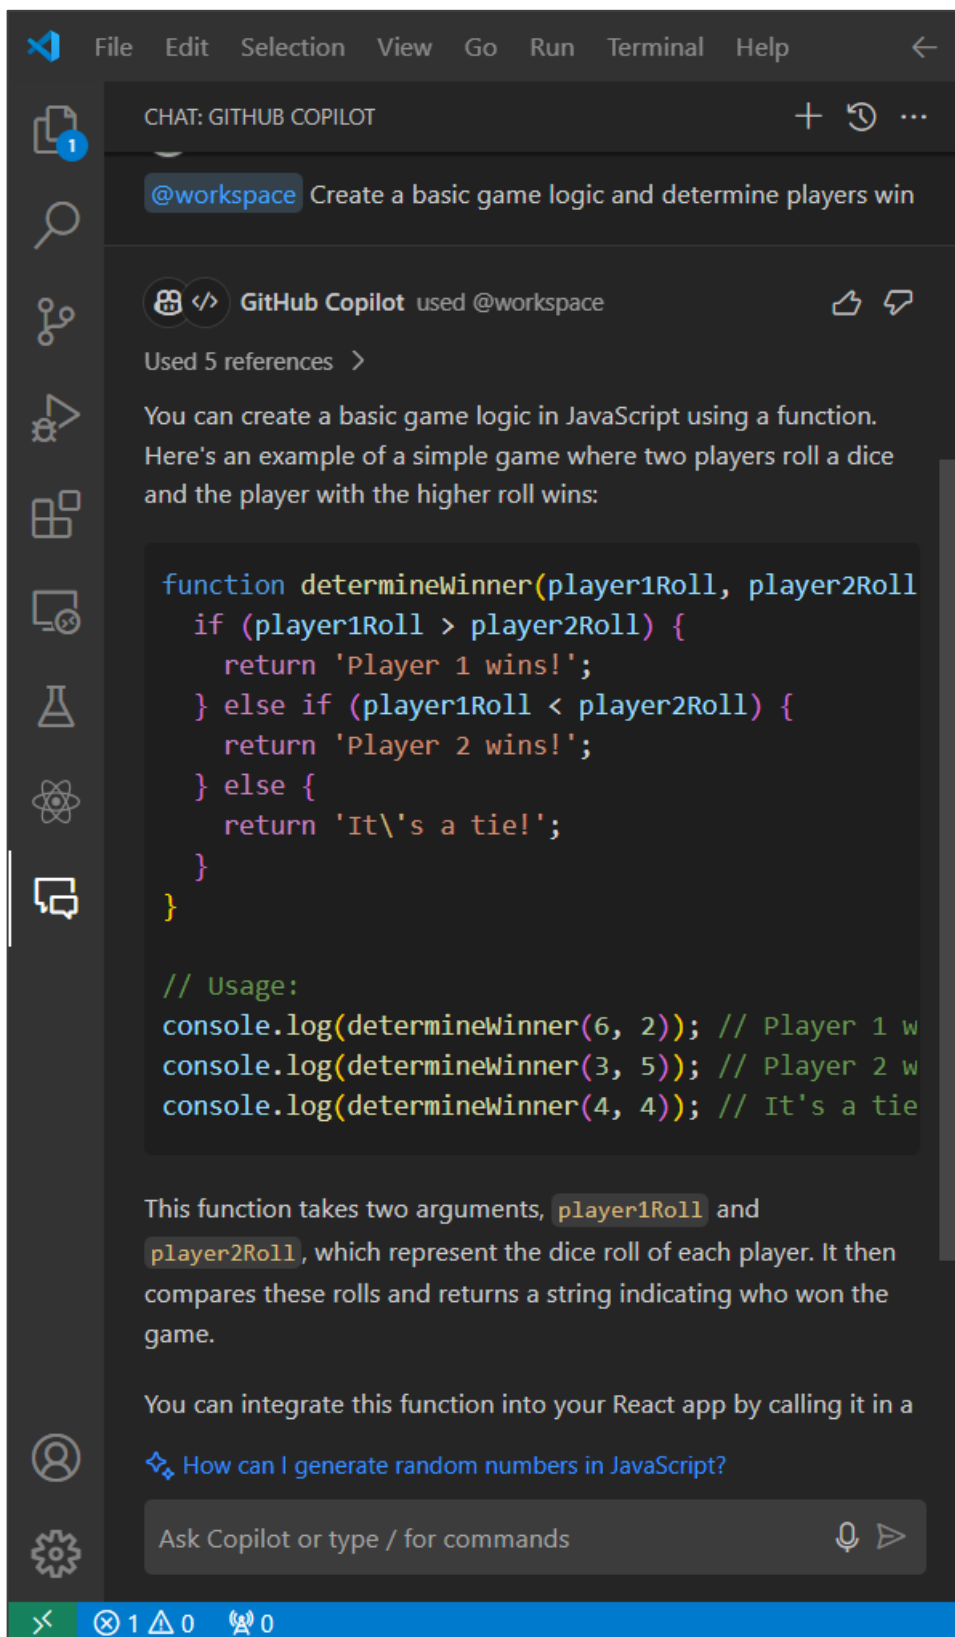 File Edit Selection View Go Run Terminal Help
CHAT: GITHUB COPILOT
1
@workspace Create a basic game logic and determine players win
GitHub Copilot used @workspace
Used 5 references
You can create a basic game logic in JavaScript using a function.
Here's an example of a simple game where two players roll a dice
and the player with the higher roll wins:
function determineWinner(player1Roll, player2Roll
  if (player1Roll > player2Roll) {
    return 'Player 1 wins!';
  } else if (player1Roll < player2Roll) {
    return 'Player 2 wins!';
  } else {
    return 'It\'s a tie!';
  }
}
// Usage:
console.log(determineWinner(6, 2)); // Player 1 w
console.log(determineWinner(3, 5)); // Player 2 w
console.log(determineWinner(4, 4)); // It's a tie
This function takes two arguments, player1Roll and
player2Roll, which represent the dice roll of each player. It then
compares these rolls and returns a string indicating who won the
game.
You can integrate this function into your React app by calling it in a
How can I generate random numbers in JavaScript?
Ask Copilot or type / for commands
1 0 0